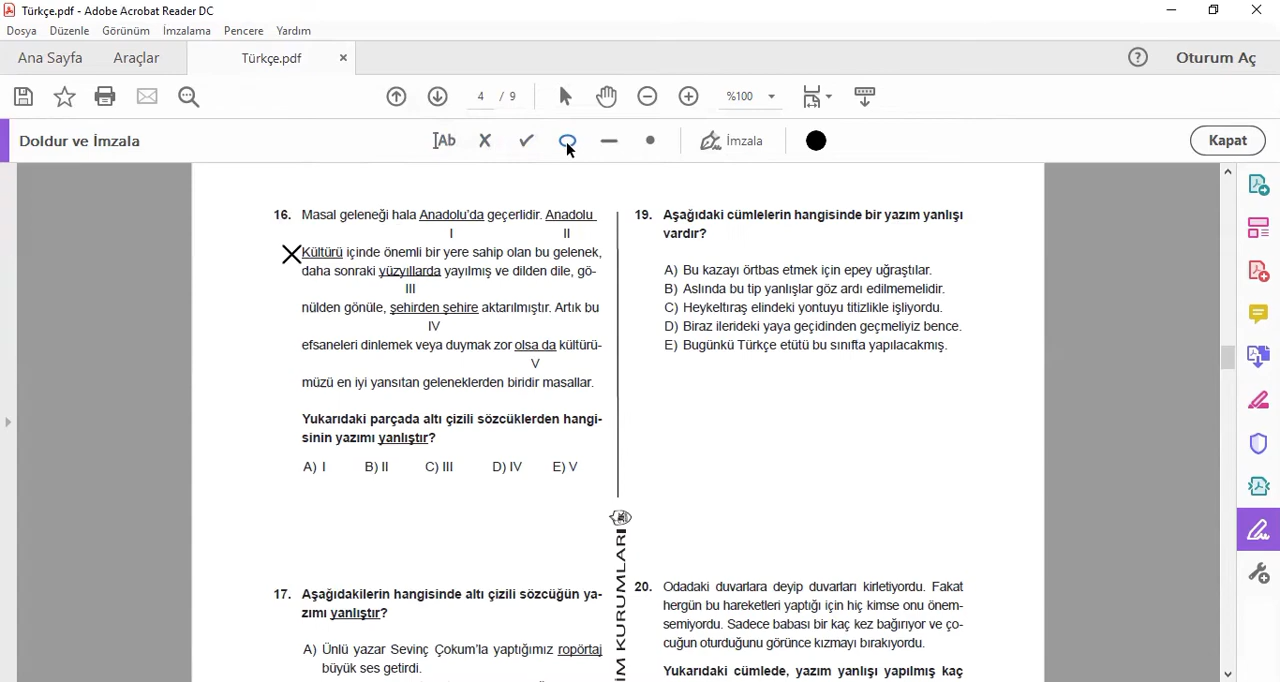 Türkçe.pdf - Adobe Acrobat Reader DC
Dosya Düzenle Görünüm İmzalama Pencere Yardım
Ana Sayfa Araçlar Türkçe.pdf × ? Oturum Aç
4 / 9 %100
Doldur ve İmzala Ab İmzala Kapat
16. Masal geleneği hala Anadolu'da geçerlidir. Anadolu
I II
Kültürü içinde önemli bir yere sahip olan bu gelenek,
daha sonraki yüzyıllarda yayılmış ve dilden dile, gö-
III
nülden gönüle, şehirden şehire aktarılmıştır. Artık bu
IV
efsaneleri dinlemek veya duymak zor olsa da kültürü-
V
müzü en iyi yansıtan geleneklerden biridir masallar.
Yukarıdaki parçada altı çizili sözcüklerden hangi-
sinin yazımı yanlıştır?
A) I B) II C) III D) IV E) V
17. Aşağıdakilerin hangisinde altı çizili sözcüğün ya-
zımı yanlıştır?
A) Ünlü yazar Sevinç Çokum'la yaptığımız ropörtaj
büyük ses getirdi.
İM KURUMLARI
19. Aşağıdaki cümlelerin hangisinde bir yazım yanlışı
vardır?
A) Bu kazayı örtbas etmek için epey uğraştılar.
B) Aslında bu tip yanlışlar göz ardı edilmemelidir.
C) Heykeltıraş elindeki yontuyu titizlikle işliyordu.
D) Biraz ilerideki yaya geçidinden geçmeliyiz bence.
E) Bugünkü Türkçe etütü bu sınıfta yapılacakmış.
20. Odadaki duvarlara deyip duvarları kirletiyordu. Fakat
hergün bu hareketleri yaptığı için hiç kimse onu önem-
semiyordu. Sadece babası bir kaç kez bağırıyor ve ço-
cuğun oturduğunu görünce kızmayı bırakıyordu.
Yukarıdaki cümlede, yazım yanlışı yapılmış kaç